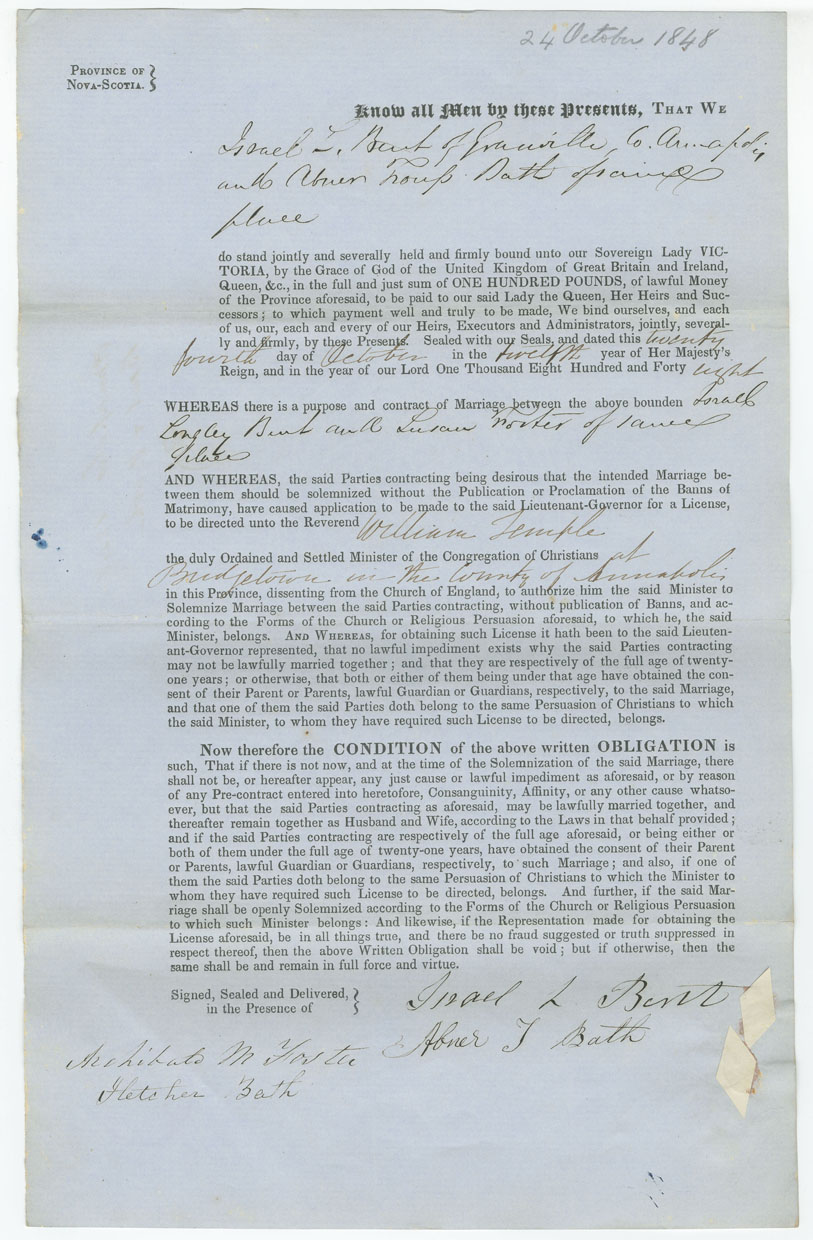 24 October 1848
PROVINCE OF
NOVA-SCOTIA.
Know all Men by these Presents, THAT WE
Israel L. Bent of Granville, Co. Annapolis
and Abner Troup Bath of same
place
do stand jointly and severally held and firmly bound unto our Sovereign Lady VIC-
TORIA, by the Grace of God of the United Kingdom of Great Britain and Ireland,
Queen, &c., in the full and just sum of ONE HUNDRED POUNDS, of lawful Money
of the Province aforesaid, to be paid to our said Lady the Queen, Her Heirs and Suc-
cessors; to which payment well and truly to be made, We bind ourselves, and each
of us, our, each and every of our Heirs, Executors and Administrators, jointly, several-
ly and firmly, by these Presents. Sealed with our Seals, and dated this twenty
fourth day of October in the twelfth year of Her Majesty's
Reign, and in the year of our Lord One Thousand Eight Hundred and Forty eight
WHEREAS there is a purpose and contract of Marriage between the above bounden Israel
Longley Bent and Susan Foster of same
place
AND WHEREAS, the said Parties contracting being desirous that the intended Marriage be-
tween them should be solemnized without the Publication or Proclamation of the Banns of
Matrimony, have caused application to be made to the said Lieutenant-Governor for a License,
to be directed unto the Reverend William Temple
the duly Ordained and Settled Minister of the Congregation of Christians at
Bridgetown in the County of Annapolis
in this Province, dissenting from the Church of England, to authorize him the said Minister to
Solemnize Marriage between the said Parties contracting, without publication of Banns, and ac-
cording to the Forms of the Church or Religious Persuasion aforesaid, to which he, the said
Minister, belongs. AND WHEREAS, for obtaining such License it hath been to the said Lieuten-
ant-Governor represented, that no lawful impediment exists why the said Parties contracting
may not be lawfully married together; and that they are respectively of the full age of twenty-
one years; or otherwise, that both or either of them being under that age have obtained the con-
sent of their Parent or Parents, lawful Guardian or Guardians, respectively, to the said Marriage,
and that one of them the said Parties doth belong to the same Persuasion of Christians to which
the said Minister, to whom they have required such License to be directed, belongs.
Now therefore the CONDITION of the above written OBLIGATION is
such, That if there is not now, and at the time of the Solemnization of the said Marriage, there
shall not be, or hereafter appear, any just cause or lawful impediment as aforesaid, or by reason
of any Pre-contract entered into heretofore, Consanguinity, Affinity, or any other cause whatso-
ever, but that the said Parties contracting as aforesaid, may be lawfully married together, and
thereafter remain together as Husband and Wife, according to the Laws in that behalf provided;
and if the said Parties contracting are respectively of the full age aforesaid, or being either or
both of them under the full age of twenty-one years, have obtained the consent of their Parent
or Parents, lawful Guardian or Guardians, respectively, to such Marriage; and also, if one of
them the said Parties doth belong to the same Persuasion of Christians to which the Minister to
whom they have required such License to be directed, belongs. And further, if the said Mar-
riage shall be openly Solemnized according to the Forms of the Church or Religious Persuasion
to which such Minister belongs: And likewise, if the Representation made for obtaining the
License aforesaid, be in all things true, and there be no fraud suggested or truth suppressed in
respect thereof, then the above Written Obligation shall be void; but if otherwise, then the
same shall be and remain in full force and virtue.
Signed, Sealed and Delivered,
in the Presence of
Israel L Bent
Abner T Bath
Archibald M Foster
Fletcher Bath